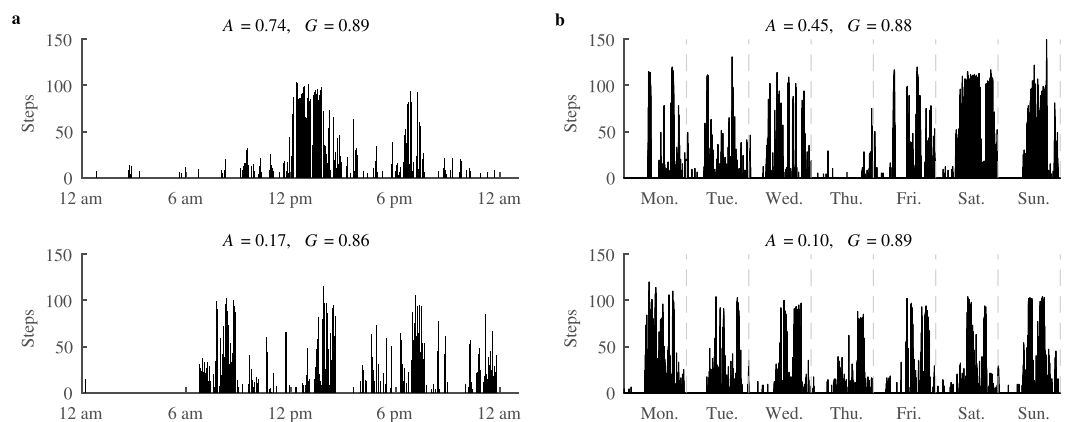 a
A = 0.74, G = 0.89
150
100
50
0
Steps
12 am 6 am 12 pm 6 pm 12 am
A = 0.17, G = 0.86
150
100
50
0
Steps
12 am 6 am 12 pm 6 pm 12 am
b
A = 0.45, G = 0.88
150
100
50
0
Steps
Mon. Tue. Wed. Thu. Fri. Sat. Sun.
A = 0.10, G = 0.89
150
100
50
0
Steps
Mon. Tue. Wed. Thu. Fri. Sat. Sun.